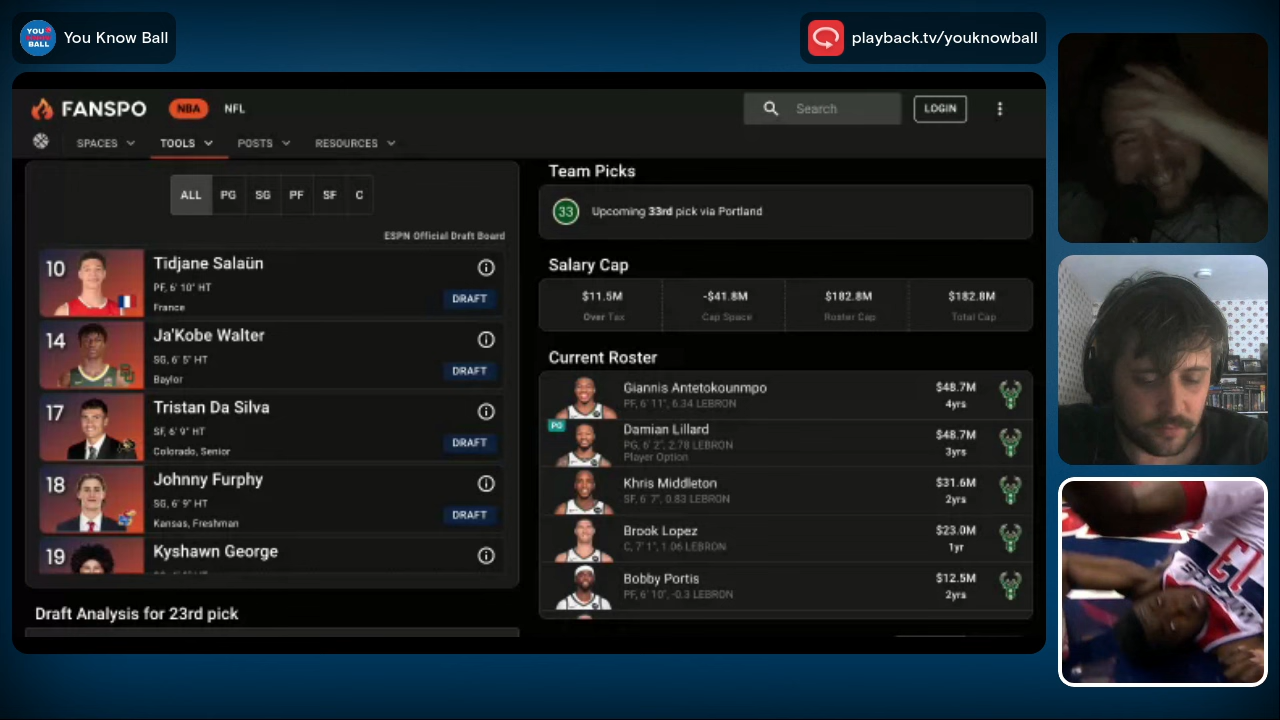 YOU KNOW BALL
You Know Ball
playback.tv/youknowball
FANSPO
NBA
NFL
Search
LOGIN
SPACES
TOOLS
POSTS
RESOURCES
ALL
PG
SG
PF
SF
C
ESPN Official Draft Board
10
Tidjane Salaün
PF, 6' 10" HT
France
DRAFT
14
Ja'Kobe Walter
SG, 6' 5" HT
Baylor
DRAFT
17
Tristan Da Silva
SF, 6' 9" HT
Colorado, Senior
DRAFT
18
Johnny Furphy
SG, 6' 9" HT
Kansas, Freshman
DRAFT
19
Kyshawn George
Draft Analysis for 23rd pick
Team Picks
33
Upcoming 33rd pick via Portland
Salary Cap
$11.5M
-$41.8M
$182.8M
$182.8M
Over Tax
Cap Space
Roster Cap
Total Cap
Current Roster
Giannis Antetokounmpo
PF, 6' 11", 6.34 LEBRON
$48.7M
4yrs
PG
Damian Lillard
PG, 6' 2", 2.78 LEBRON
Player Option
$48.7M
3yrs
Khris Middleton
SF, 6' 7", 0.83 LEBRON
$31.6M
2yrs
Brook Lopez
C, 7' 1", 1.06 LEBRON
$23.0M
1yr
Bobby Portis
PF, 6' 10", -0.3 LEBRON
$12.5M
2yrs
13